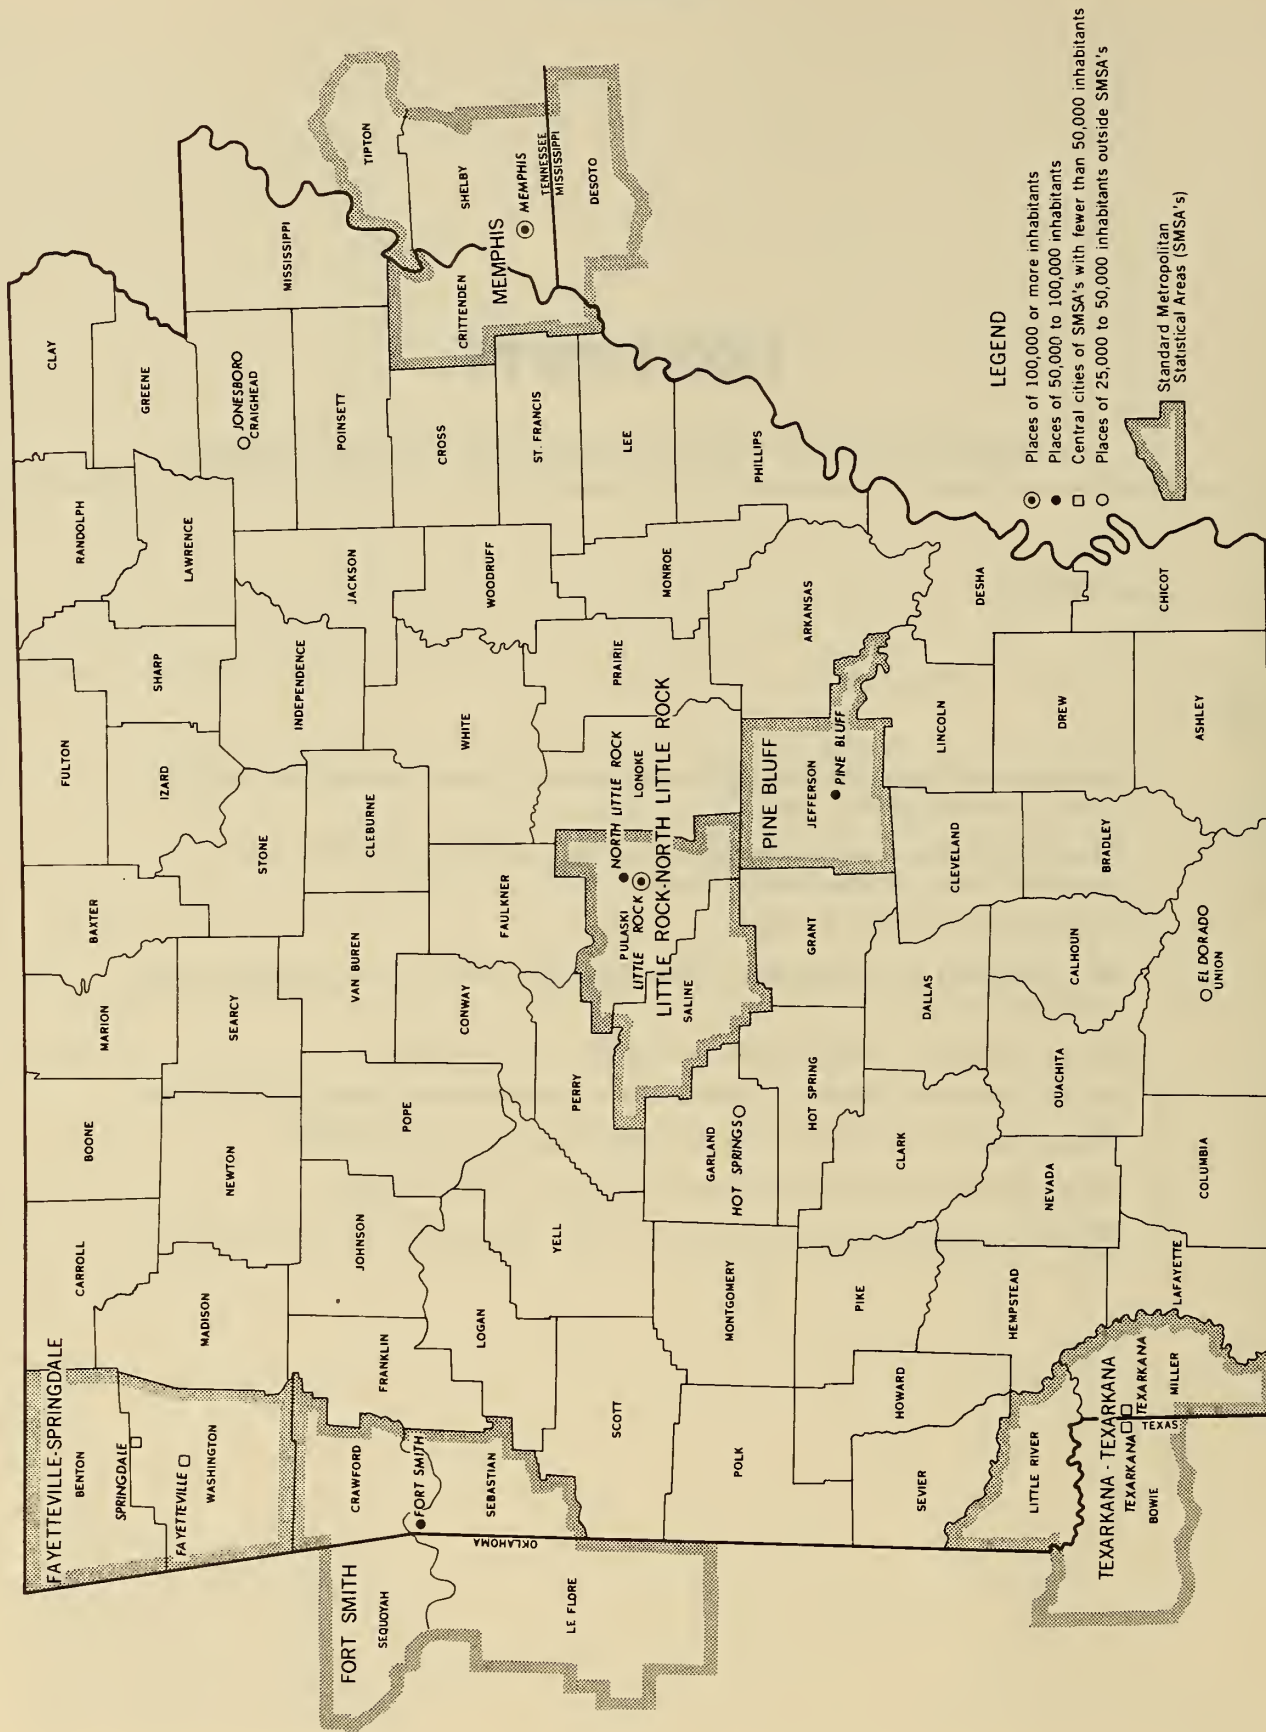 FAYETTEVILLE-SPRINGDALE
BENTON
CARROLL
BOONE
MARION
BAXTER
FULTON
RANDOLPH
CLAY
SPRINGDALE
FAYETTEVILLE
WASHINGTON
MADISON
NEWTON
SEARCY
IZARD
SHARP
LAWRENCE
GREENE
STONE
INDEPENDENCE
JONESBORO
CRAIGHEAD
MISSISSIPPI
FORT SMITH
SEQUOYAH
CRAWFORD
FRANKLIN
JOHNSON
POPE
VAN BUREN
CLEBURNE
JACKSON
POINSETT
TIPTON
FORT SMITH
SEBASTIAN
LOGAN
CONWAY
WHITE
WOODRUFF
CROSS
CRITTENDEN
SHELBY
MEMPHIS
MEMPHIS
TENNESSEE
MISSISSIPPI
DESOTO
OKLAHOMA
LE FLORE
SCOTT
YELL
PERRY
FAULKNER
PRAIRIE
MONROE
ST. FRANCIS
LEE
PULASKI
LITTLE ROCK
NORTH LITTLE ROCK
LONOKE
LITTLE ROCK-NORTH LITTLE ROCK
SALINE
POLK
MONTGOMERY
GARLAND
HOT SPRINGS
PHILLIPS
PINE BLUFF
JEFFERSON
PINE BLUFF
ARKANSAS
HOT SPRING
GRANT
HOWARD
PIKE
CLARK
DALLAS
CLEVELAND
LINCOLN
DESHA
SEVIER
LITTLE RIVER
HEMPSTEAD
NEVADA
OUACHITA
CALHOUN
BRADLEY
DREW
CHICOT
TEXARKANA - TEXARKANA
TEXARKANA
TEXARKANA
BOWIE
TEXAS
MILLER
LAFAYETTE
COLUMBIA
EL DORADO
UNION
ASHLEY
LEGEND
Places of 100,000 or more inhabitants
Places of 50,000 to 100,000 inhabitants
Central cities of SMSA's with fewer than 50,000 inhabitants
Places of 25,000 to 50,000 inhabitants outside SMSA's
Standard Metropolitan
Statistical Areas (SMSA's)